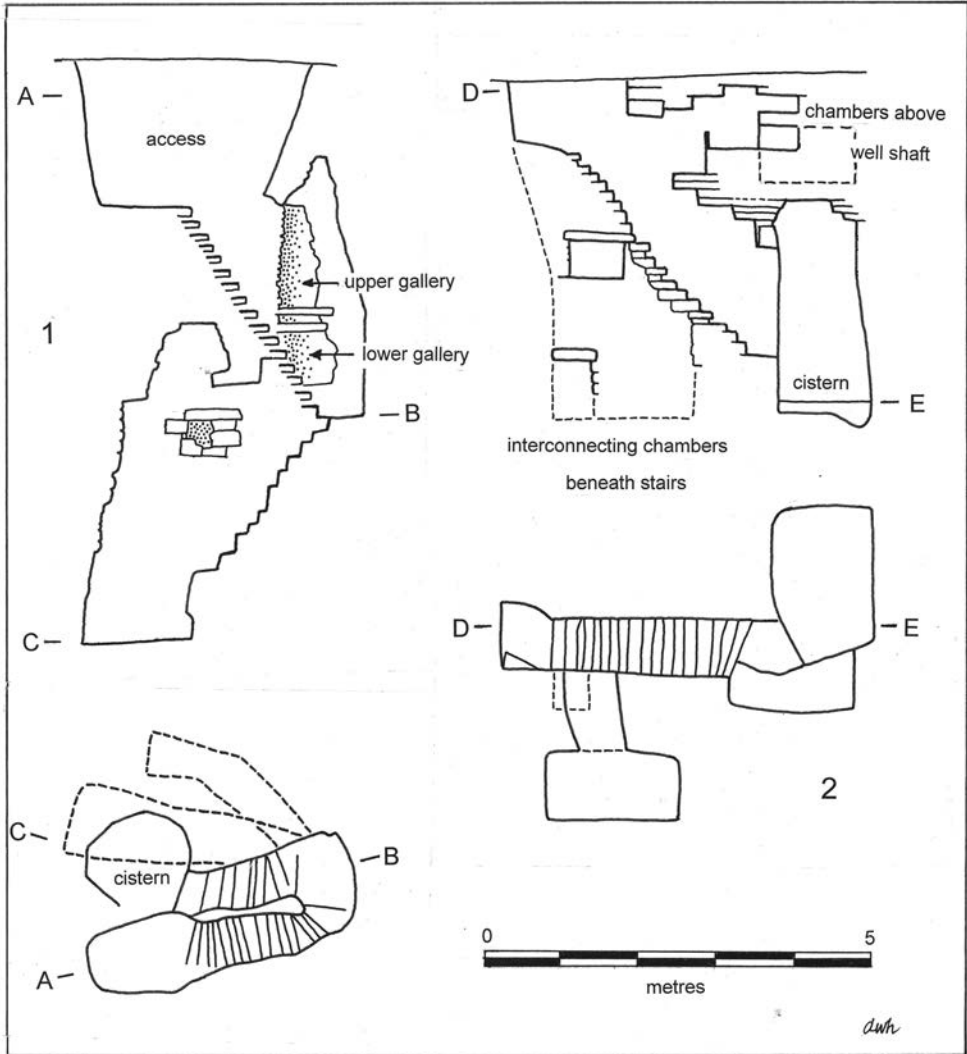 A
access
upper gallery
1
lower gallery
B
C
D
chambers above
well shaft
cistern
E
interconnecting chambers
beneath stairs
D
E
2
C
cistern
B
A
0 5
metres
dwh